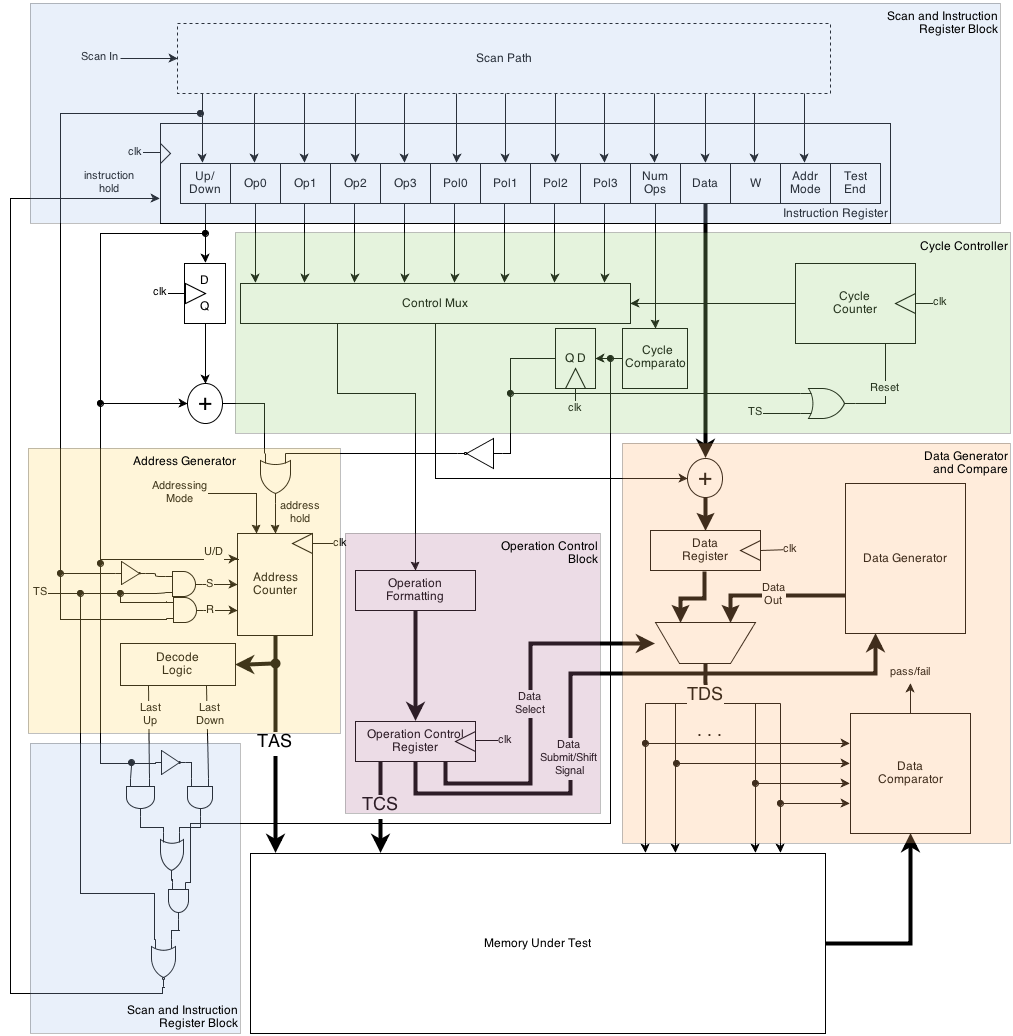 Scan and Instruction
Register Block
Scan In
Scan Path
clk
instruction
hold
Up/
Down
Op0
Op1
Op2
Op3
Pol0
Pol1
Pol2
Pol3
Num
Ops
Data
W
Addr
Mode
Test
End
Instruction Register
Cycle Controller
D
Q
clk
Control Mux
Cycle
Counter
clk
Q D
clk
Cycle
Comparato
Reset
TS
+
Address Generator
Addressing
Mode
address
hold
clk
U/D
S
R
TS
Address
Counter
Decode
Logic
Last
Up
Last
Down
TAS
Operation Control
Block
Operation
Formatting
Operation Control
Register
clk
Data
Select
Data
Submit/Shift
Signal
TCS
Data Generator
and Compare
+
Data
Register
clk
Data
Out
Data Generator
TDS
pass/fail
. . .
Data
Comparator
Memory Under Test
Scan and Instruction
Register Block